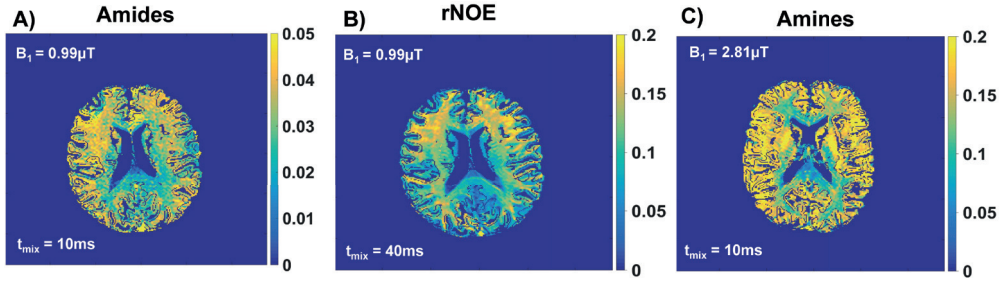 A) Amides
B₁ = 0.99µT
t_mix = 10ms
0.05
0.04
0.03
0.02
0.01
0
B) rNOE
B₁ = 0.99µT
t_mix = 40ms
0.2
0.15
0.1
0.05
0
C) Amines
B₁ = 2.81µT
t_mix = 10ms
0.2
0.15
0.1
0.05
0